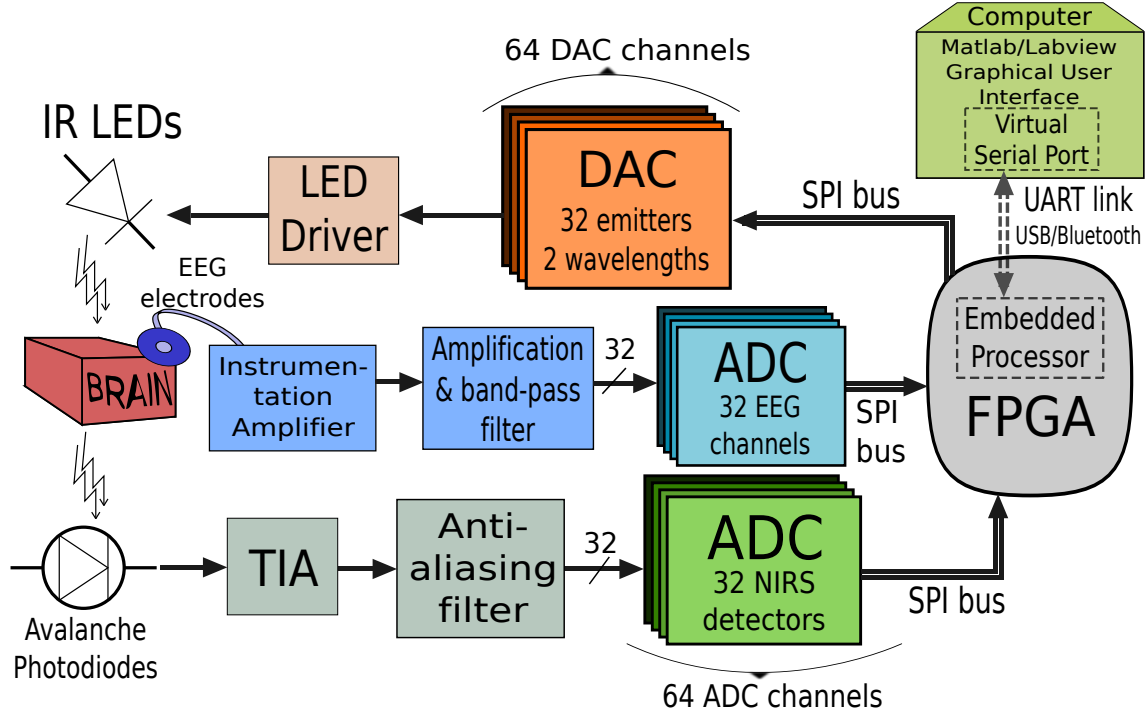 64 DAC channels
Computer
Matlab/Labview
Graphical User
Interface
Virtual
Serial Port
IR LEDs
LED
Driver
DAC
32 emitters
2 wavelengths
SPI bus
UART link
USB/Bluetooth
EEG
electrodes
BRAIN
Instrumen-
tation
Amplifier
Amplification
& band-pass
filter
32
ADC
32 EEG
channels
SPI
bus
Embedded
Processor
FPGA
Avalanche
Photodiodes
TIA
Anti-
aliasing
filter
32
ADC
32 NIRS
detectors
SPI bus
64 ADC channels